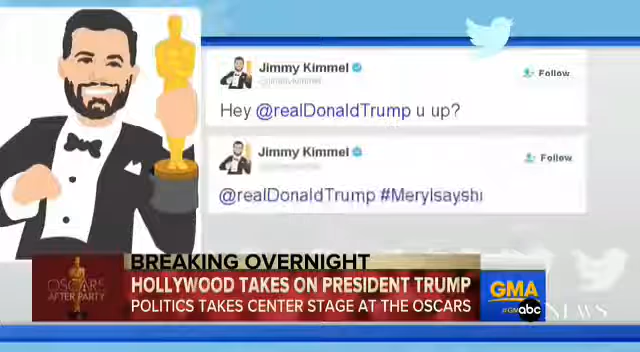 Jimmy Kimmel
Follow
Hey @realDonaldTrump u up?
Jimmy Kimmel
Follow
@realDonaldTrump #Merylsayshi
BREAKING OVERNIGHT
OSCARS
AFTER PARTY
HOLLYWOOD TAKES ON PRESIDENT TRUMP
POLITICS TAKES CENTER STAGE AT THE OSCARS
GMA
abc NEWS